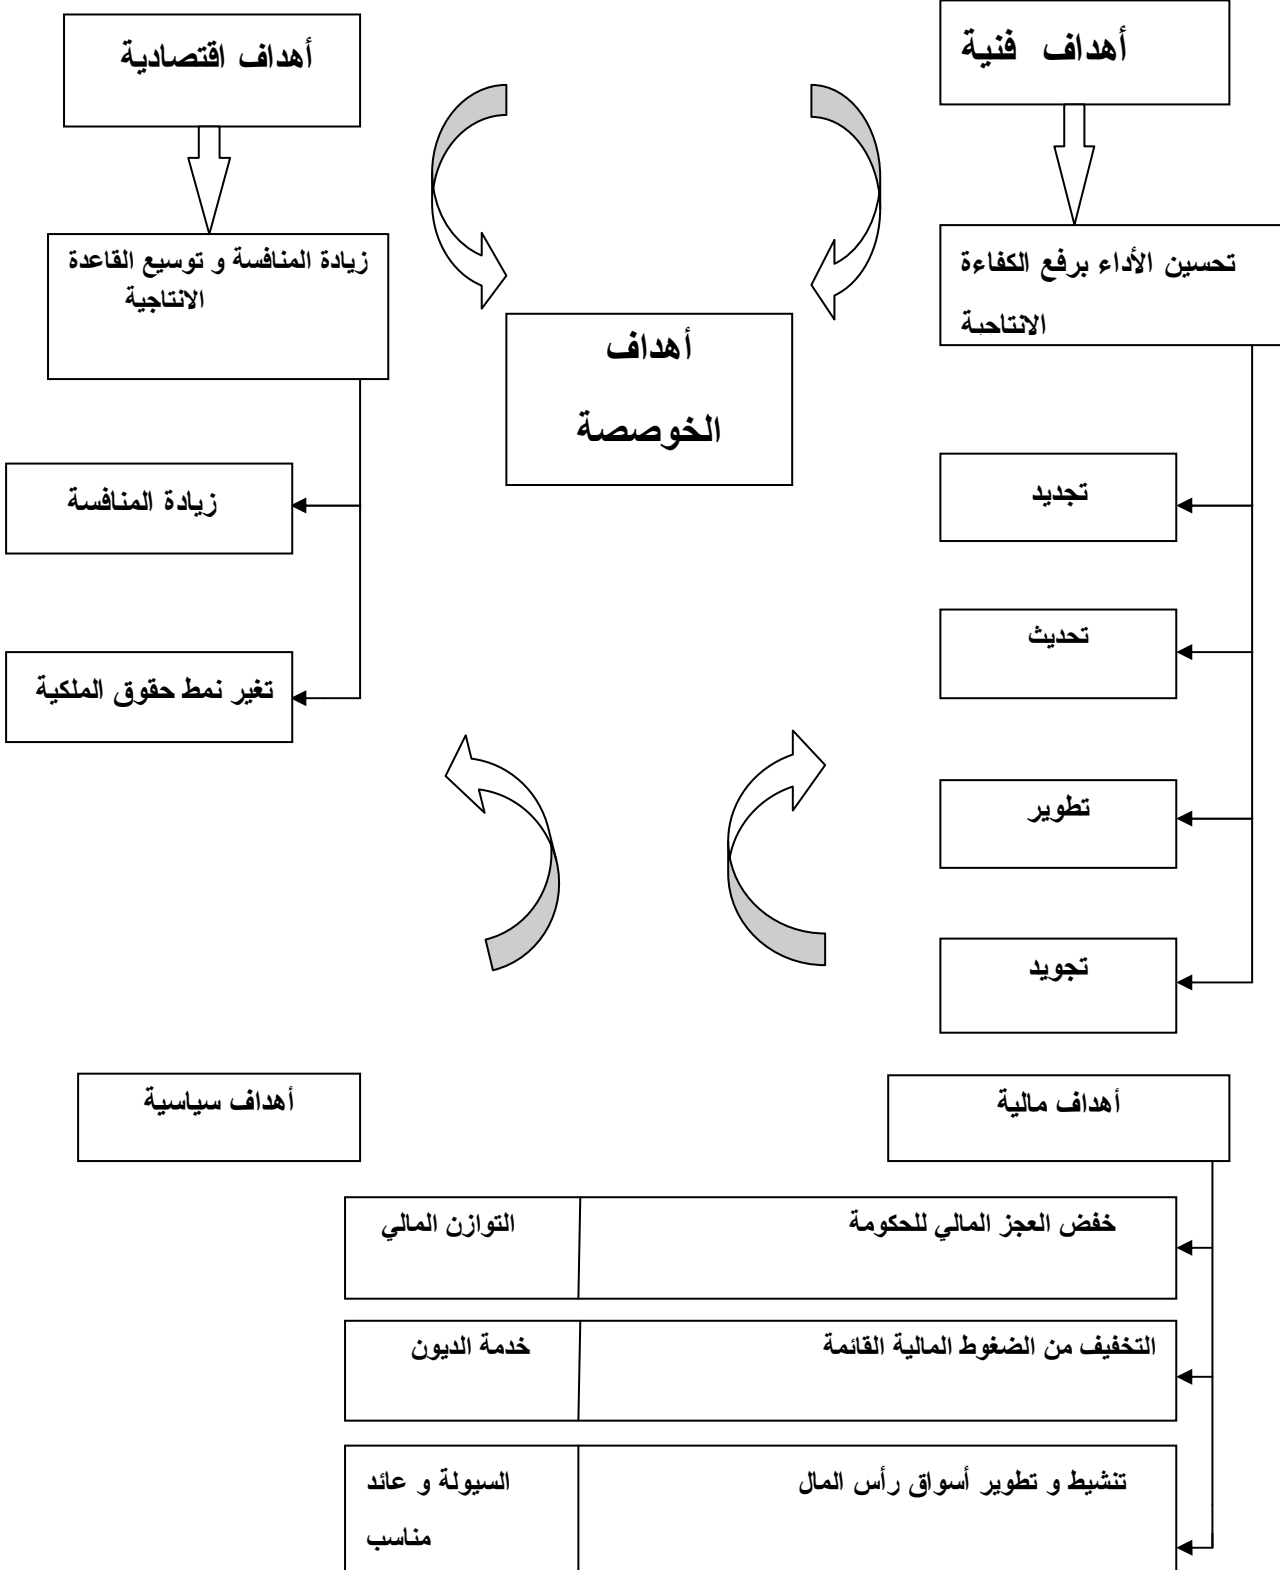 أهداف فنية
أهداف اقتصادية
تحسين الأداء برفع الكفاءة
الانتاجية
زيادة المنافسة و توسيع القاعدة
الانتاجية
أهداف
الخوصصة
تجديد
زيادة المنافسة
تحديث
تغير نمط حقوق الملكية
تطوير
تجويد
أهداف مالية
أهداف سياسية
خفض العجز المالي للحكومة
التوازن المالي
التخفيف من الضغوط المالية القائمة
خدمة الديون
تنشيط و تطوير أسواق رأس المال
السيولة و عائد
مناسب